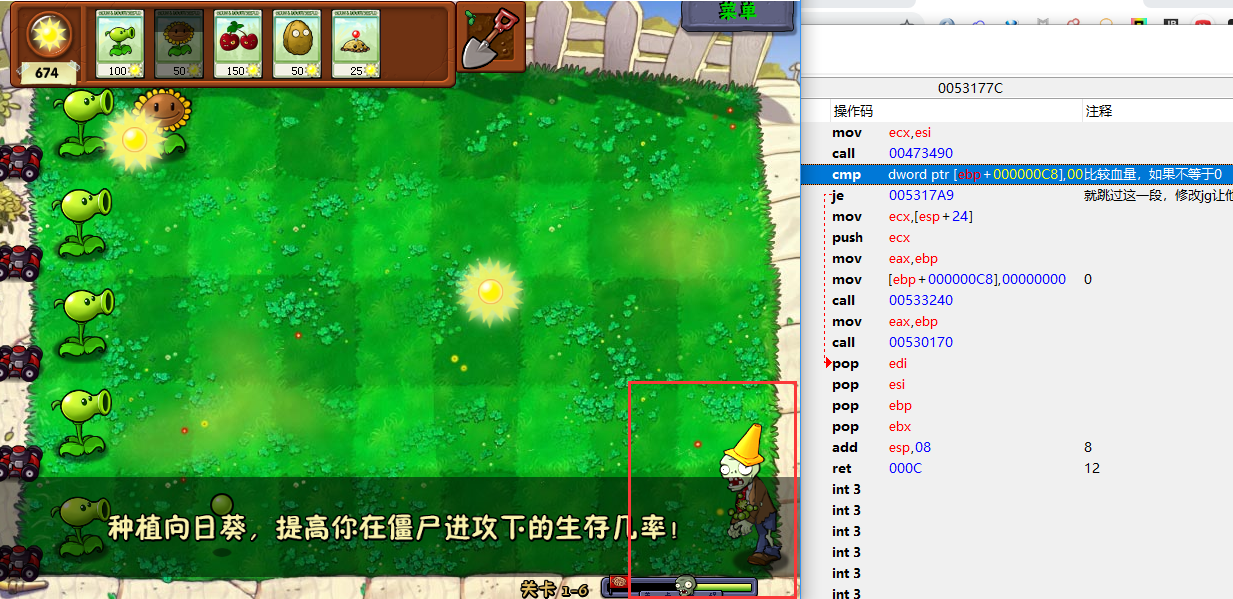 菜单
674
100
50
150
50
25
种植向日葵，提高你在僵尸进攻下的生存几率！
关卡 1-6
0053177C
操作码 注释
mov ecx,esi
call 00473490
cmp dword ptr [ebp+000000C8],00比较血量，如果不等于0
je 005317A9 就跳过这一段，修改jg让他
mov ecx,[esp+24]
push ecx
mov eax,ebp
mov [ebp+000000C8],00000000 0
call 00533240
mov eax,ebp
call 00530170
pop edi
pop esi
pop ebp
pop ebx
add esp,08 8
ret 000C 12
int 3
int 3
int 3
int 3
int 3
int 3